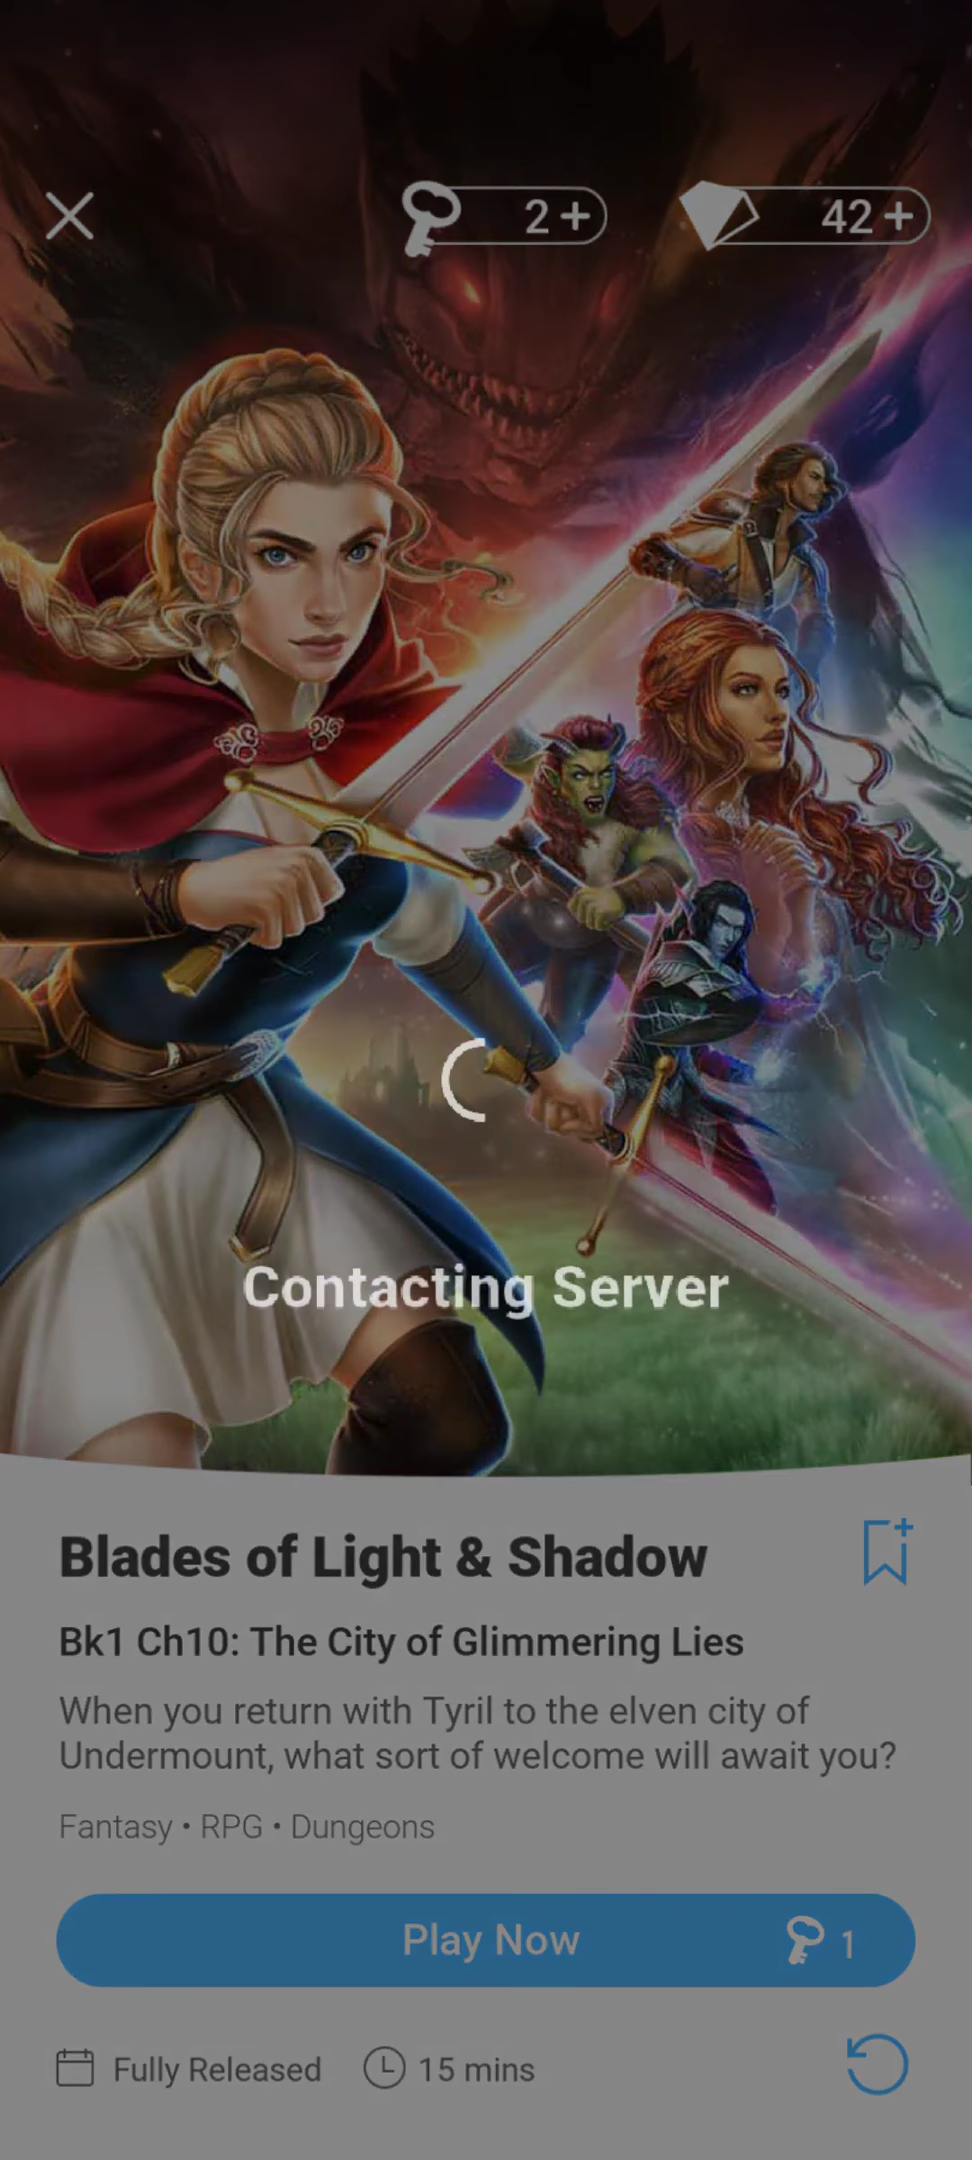 2+
42+
Contacting Server
Blades of Light & Shadow
Bk1 Ch10: The City of Glimmering Lies
When you return with Tyril to the elven city of
Undermount, what sort of welcome will await you?
Fantasy • RPG • Dungeons
Play Now 1
Fully Released 15 mins